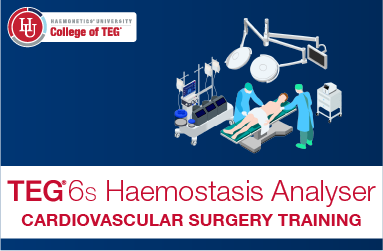 HAEMONETICS® UNIVERSITY
College of TEG®
TEG® 6s Haemostasis Analyser
CARDIOVASCULAR SURGERY TRAINING